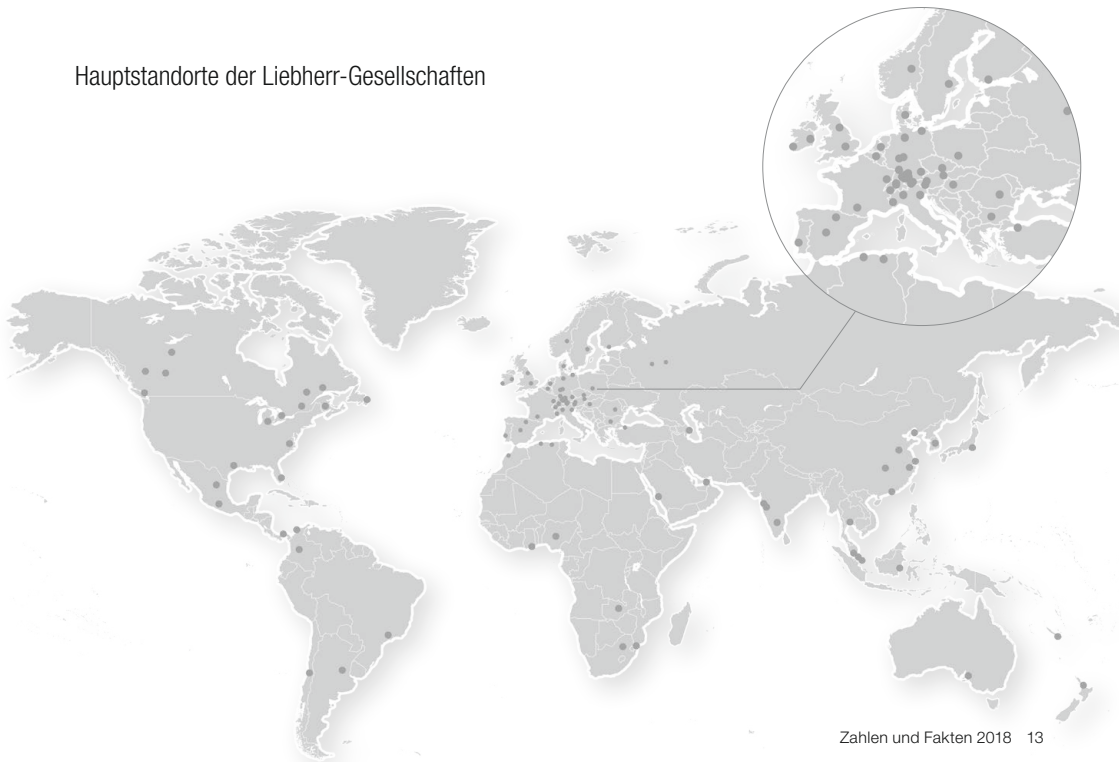 Hauptstandorte der Liebherr-Gesellschaften
Zahlen und Fakten 2018 13